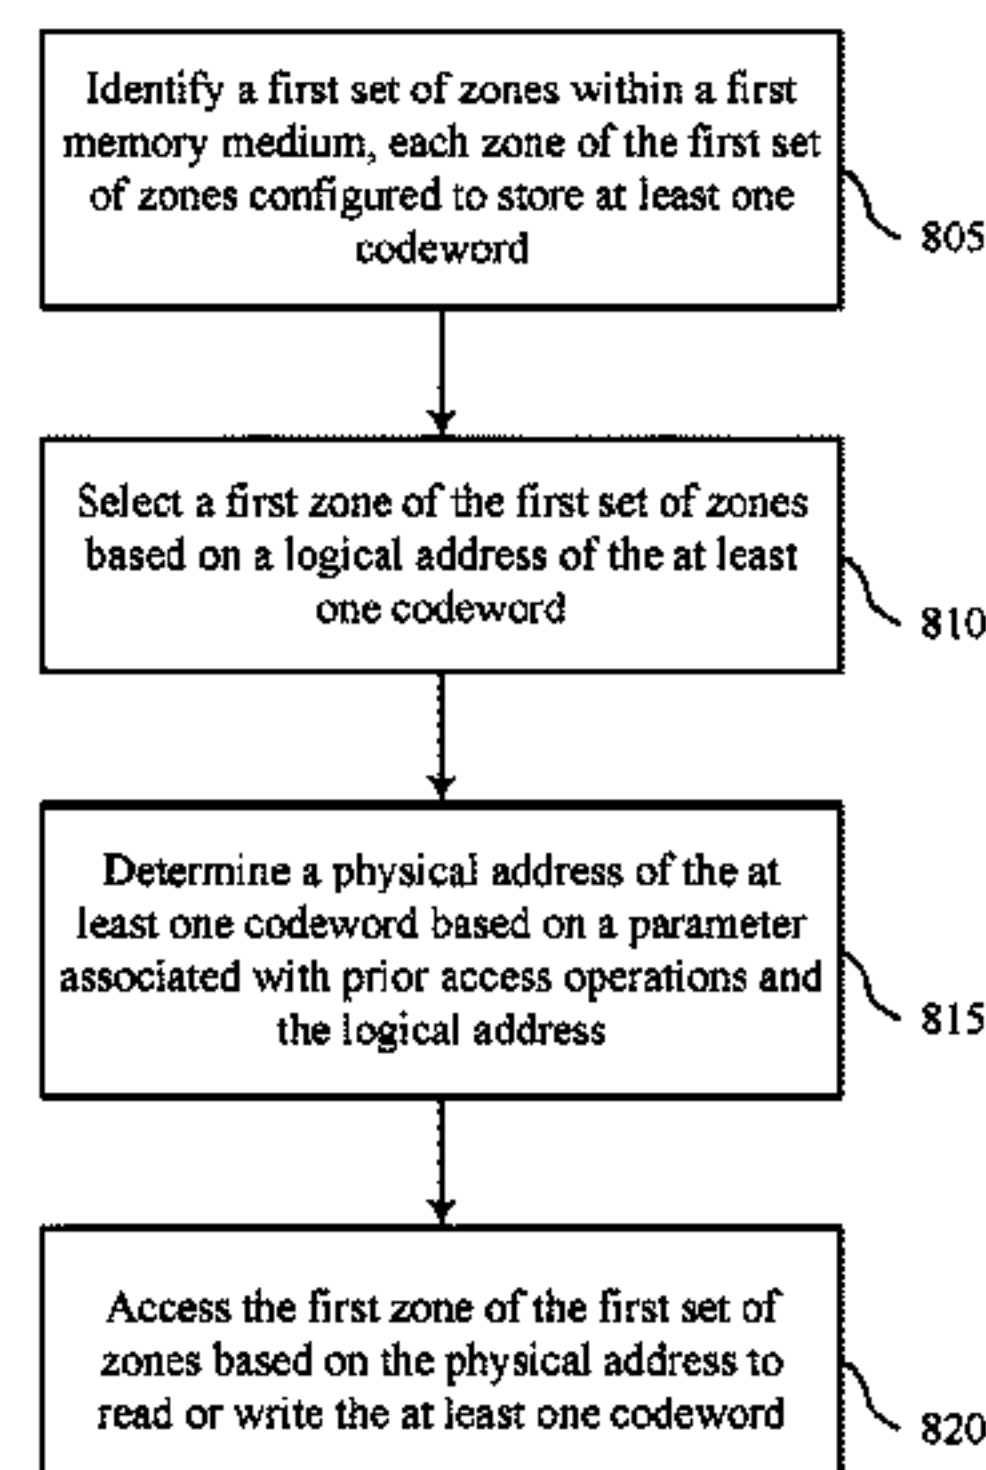 Identify a first set of zones within a first
memory medium, each zone of the first set
of zones configured to store at least one
codeword
805
Select a first zone of the first set of zones
based on a logical address of the at least
one codeword
810
Determine a physical address of the at
least one codeword based on a parameter
associated with prior access operations and
the logical address
815
Access the first zone of the first set of
zones based on the physical address to
read or write the at least one codeword
820